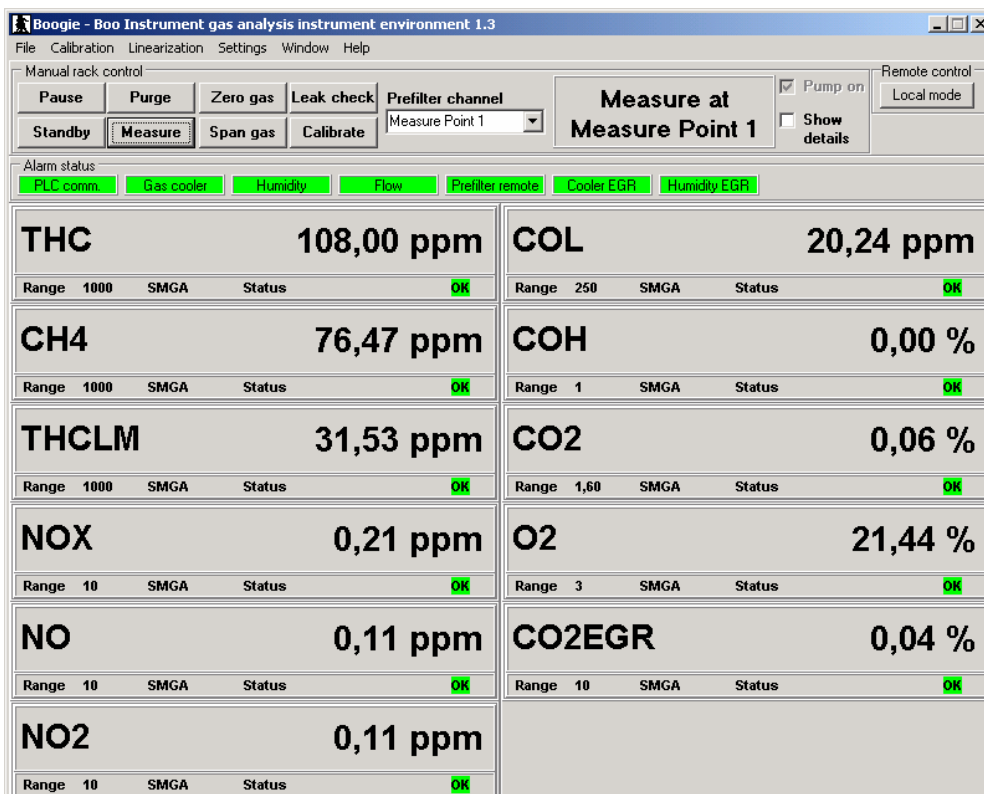 Boogie - Boo Instrument gas analysis instrument environment 1.3
File Calibration Linearization Settings Window Help
Manual rack control
Remote control
Pause Purge Zero gas Leak check Prefilter channel
Standby Measure Span gas Calibrate Measure Point 1
Measure at
Measure Point 1
Pump on
Show
details
Local mode
Alarm status
PLC comm. Gas cooler Humidity Flow Prefilter remote Cooler EGR Humidity EGR
THC 108,00 ppm
Range 1000 SMGA Status OK
COL 20,24 ppm
Range 250 SMGA Status OK
CH4 76,47 ppm
Range 1000 SMGA Status OK
COH 0,00 %
Range 1 SMGA Status OK
THCLM 31,53 ppm
Range 1000 SMGA Status OK
CO2 0,06 %
Range 1,60 SMGA Status OK
NOX 0,21 ppm
Range 10 SMGA Status OK
O2 21,44 %
Range 3 SMGA Status OK
NO 0,11 ppm
Range 10 SMGA Status OK
CO2EGR 0,04 %
Range 10 SMGA Status OK
NO2 0,11 ppm
Range 10 SMGA Status OK